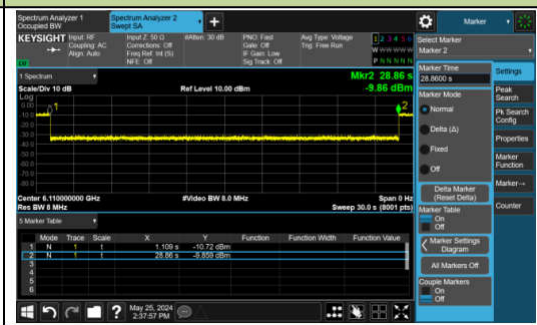 Spectrum Analyzer 1
Occupied BW
Spectrum Analyzer 2
Swept SA
Marker
KEYSIGHT
Input: RF
Coupling: AC
Align: Auto
Input Z: 50 Ω
Corrections: Off
Freq Ref: Int (S)
NFE: Off
#Atten: 30 dB
PNO: Fast
Gate: Off
IF Gain: Low
Sig Track: Off
Avg Type: Voltage
Trig: Free Run
1 2 3 4 5 6
W W W W W W
P N N N N N
Select Marker
Marker 2
1 Spectrum
Scale/Div 10 dB
Ref Level 10.00 dBm
Mkr2 28.86 s
-9.86 dBm
Log
Marker Time
28.8600 s
Marker Mode
Normal
Delta (Δ)
Fixed
Off
Delta Marker
(Reset Delta)
Marker Table
On
Off
Marker Settings
Diagram
All Markers Off
Couple Markers
On
Off
Settings
Peak
Search
Pk Search
Config
Properties
Marker
Function
Marker→
Counter
Center 6.110000000 GHz
#Video BW 8.0 MHz
Span 0 Hz
Res BW 8 MHz
Sweep 30.0 s (8001 pts)
5 Marker Table
Mode Trace Scale X Y Function Function Width Function Value
1 N 1 t 1.109 s -10.72 dBm
2 N 1 t 28.86 s -9.859 dBm
3
4
5
6
May 25, 2024
2:37:57 PM